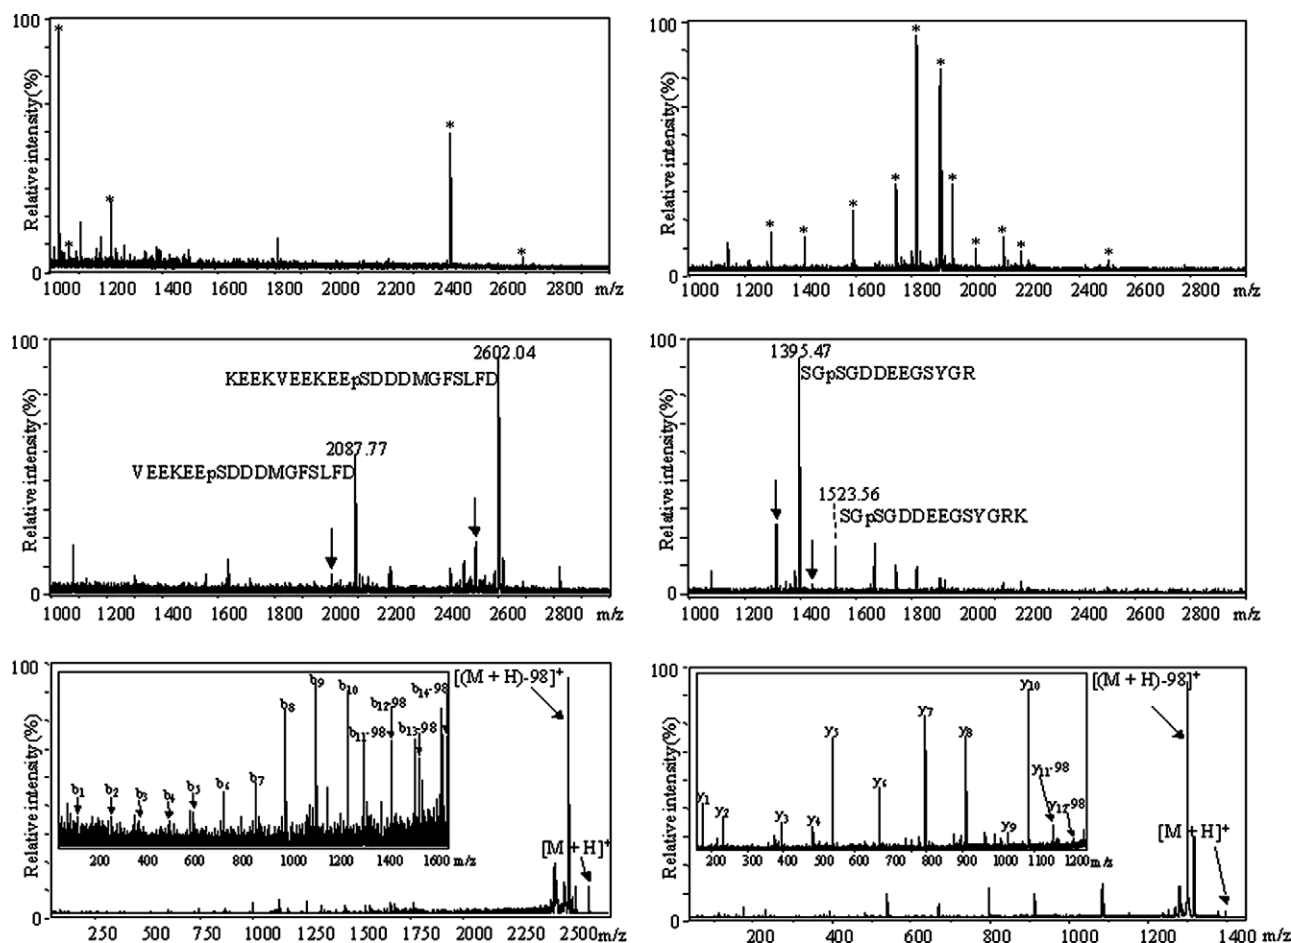 100
Relative intensity(%)
* * * * *
0
1000 1200 1400 1600 1800 2000 2200 2400 2600 2800 m/z
100
Relative intensity(%)
* * * * * * * * * * *
0
1000 1200 1400 1600 1800 2000 2200 2400 2600 2800 m/z
100
Relative intensity(%)
2602.04
KEEKVEEKEEpSDDDMGFSLFD
2087.77
VEEKEEpSDDDMGFSLFD
0
1000 1200 1400 1600 1800 2000 2200 2400 2600 2800 m/z
100
Relative intensity(%)
1395.47
SGpSGDDEEGSYGR
1523.56
SGpSGDDEEGSYGRK
0
1000 1200 1400 1600 1800 2000 2200 2400 2600 2800 m/z
100
Relative intensity(%)
b1 b2 b3 b4 b5 b6 b7 b8 b9 b10 b11-98 b12-98 b13-98 b14-98
200 400 600 800 1000 1200 1400 1600 m/z
[(M + H)-98]+
[M + H]+
0
250 500 750 1000 1250 1500 1750 2000 2250 2500 m/z
100
Relative intensity(%)
y1 y2 y3 y4 y5 y6 y7 y8 y9 y10 y11-98 y12-98
200 300 400 500 600 700 800 900 1000 1100 1200 m/z
[(M + H)-98]+
[M + H]+
0
200 400 600 800 1000 1200 1400 m/z